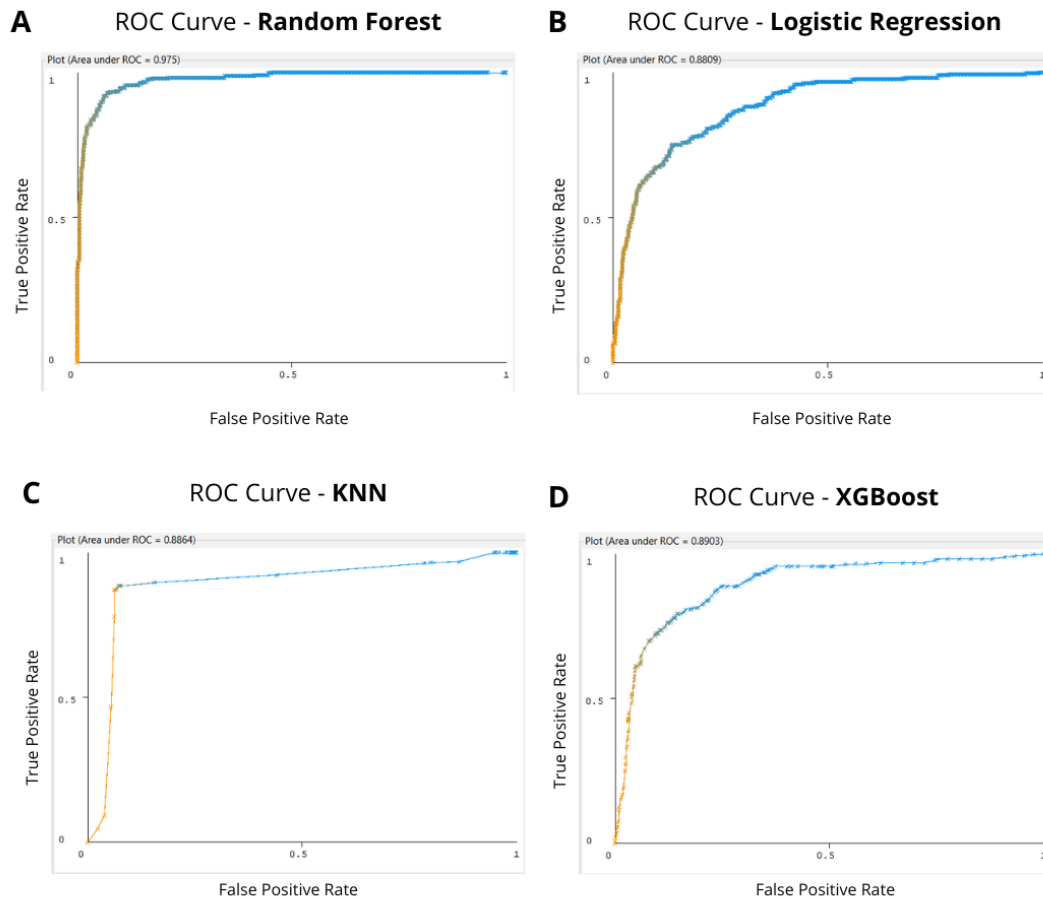 A
ROC Curve - Random Forest
Plot (Area under ROC = 0.975)
1
0.5
0
0
0.5
1
True Positive Rate
False Positive Rate
B
ROC Curve - Logistic Regression
Plot (Area under ROC = 0.8809)
1
0.5
0
0
0.5
1
True Positive Rate
False Positive Rate
C
ROC Curve - KNN
Plot (Area under ROC = 0.8864)
1
0.5
0
0
0.5
1
True Positive Rate
False Positive Rate
D
ROC Curve - XGBoost
Plot (Area under ROC = 0.8903)
1
0.5
0
0
0.5
1
True Positive Rate
False Positive Rate